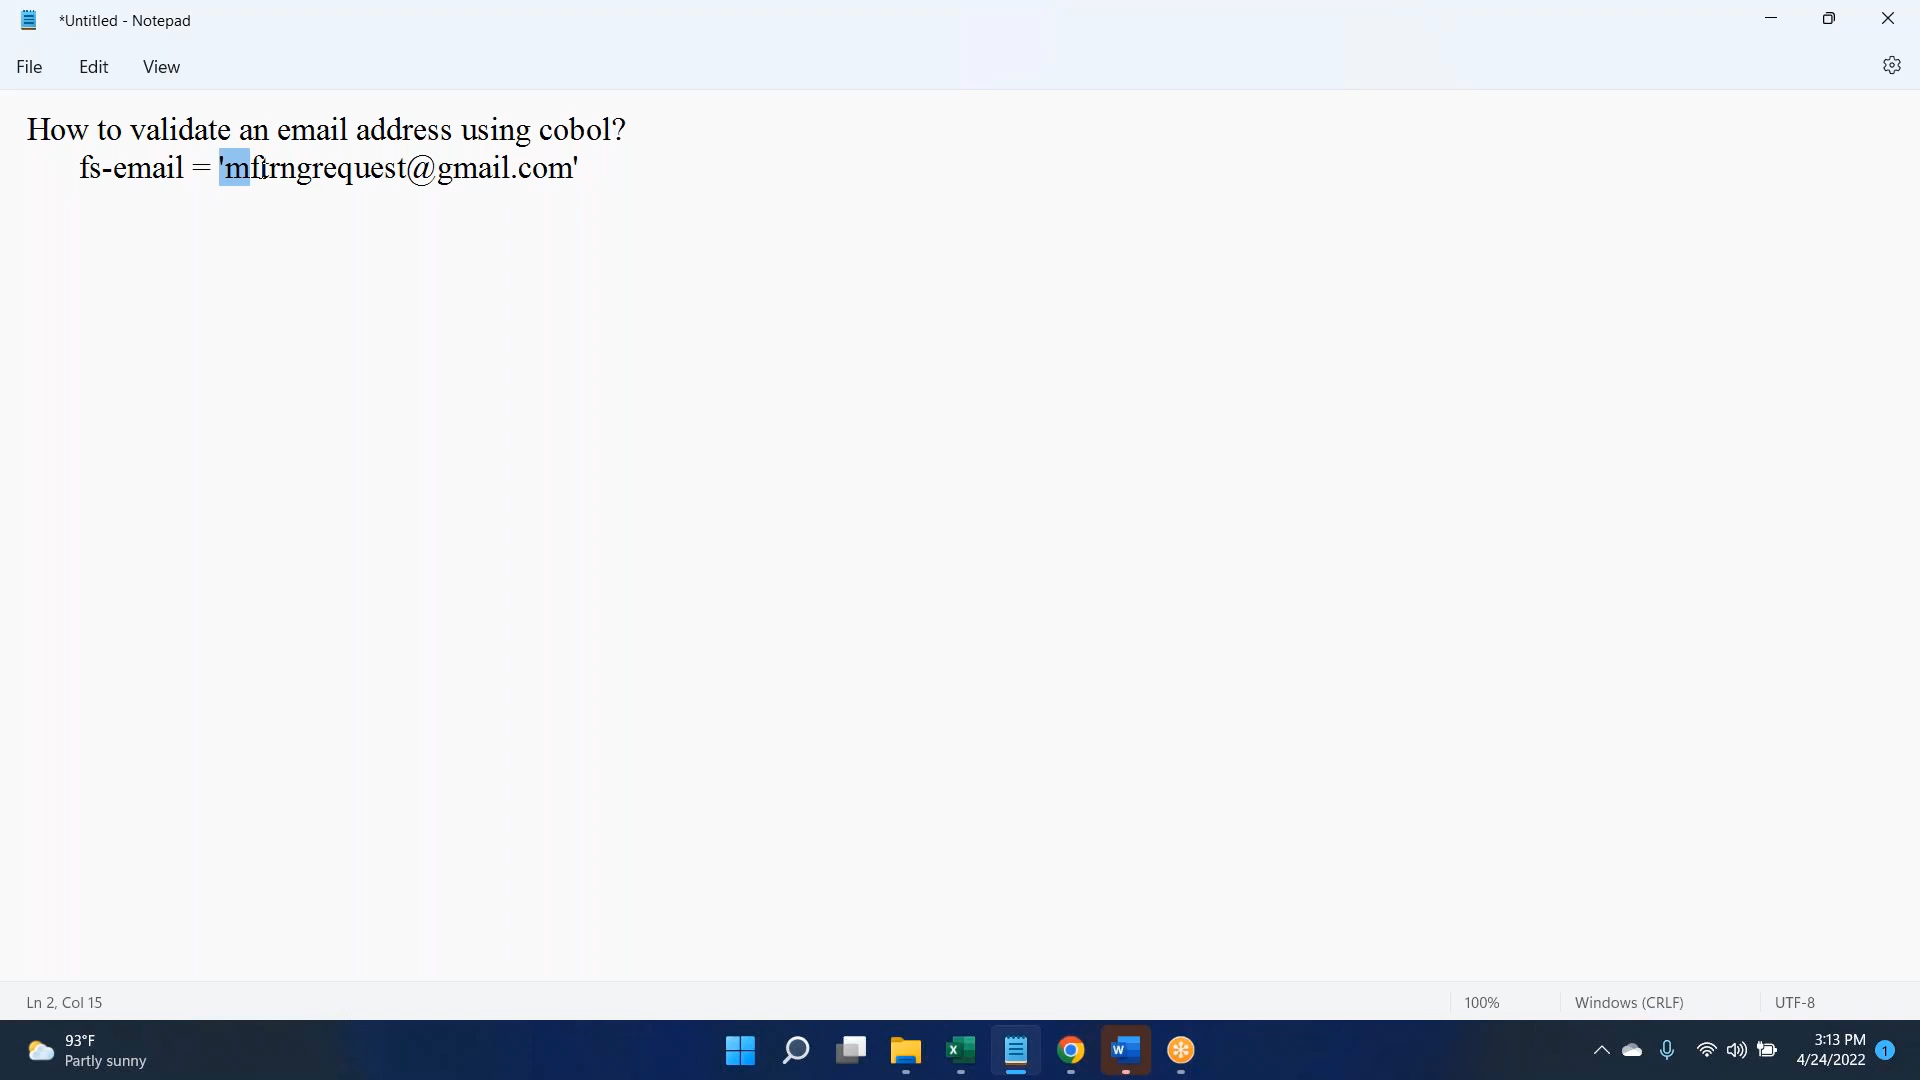 *Untitled - Notepad
File Edit View
How to validate an email address using cobol?
fs-email = 'mftrngrequest@gmail.com'
Ln 2, Col 15 100% Windows (CRLF) UTF-8
93°F
Partly sunny
3:13 PM
4/24/2022 1